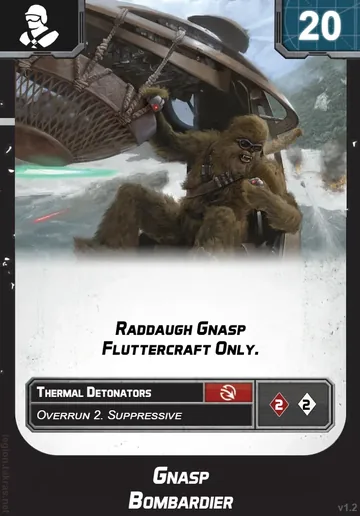 20
RADDAUGH GNASP
FLUTTERCRAFT ONLY.
THERMAL DETONATORS
OVERRUN 2. SUPPRESSIVE
2 2
GNASP
BOMBARDIER
v1.2